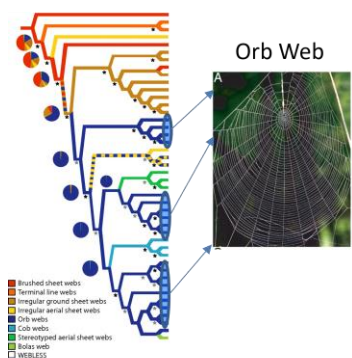 Orb Web
A
Brushed sheet webs
Terminal line webs
Irregular ground sheet webs
Irregular aerial sheet webs
Orb webs
Cob webs
Stereotyped aerial sheet webs
Bolas web
WEBLESS